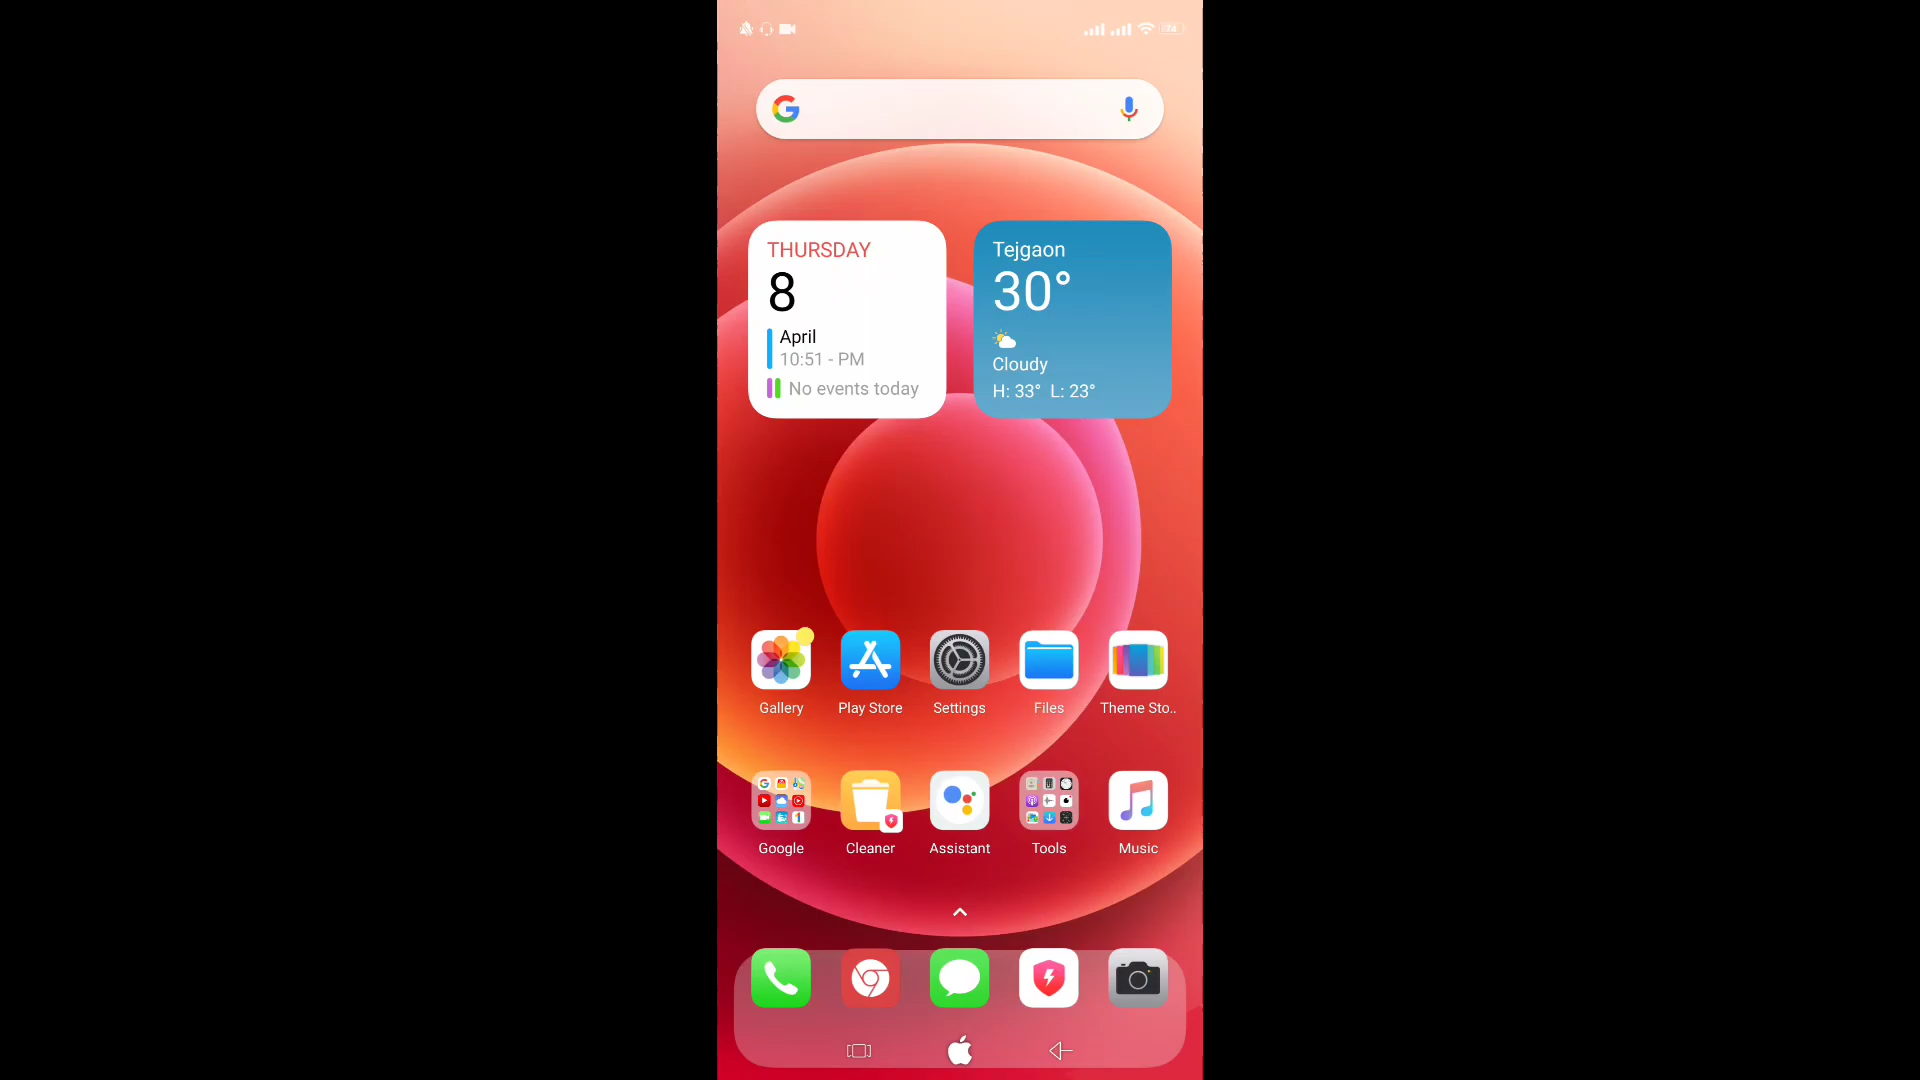 74
THURSDAY
8
April
10:51 - PM
No events today
Tejgaon
30°
Cloudy
H: 33° L: 23°
Gallery
Play Store
Settings
Files
Theme Sto..
Google
Cleaner
Assistant
Tools
Music